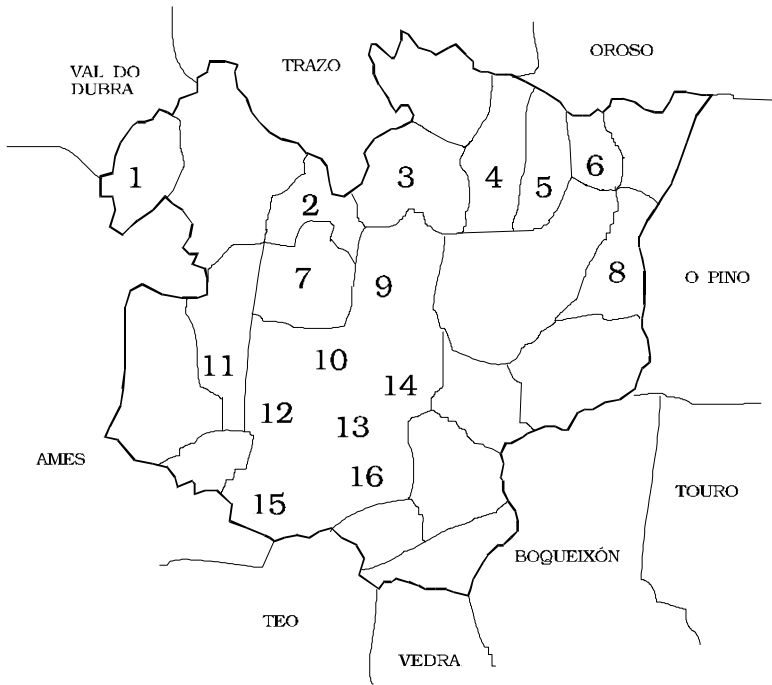 OROSO
TRAZO
VAL DO
DUBRA
1
2
3
4
5
6
7
8
9
O PINO
10
11
14
12
13
AMES
16
15
TOURO
BOQUEIXÓN
TEO
VEDRA